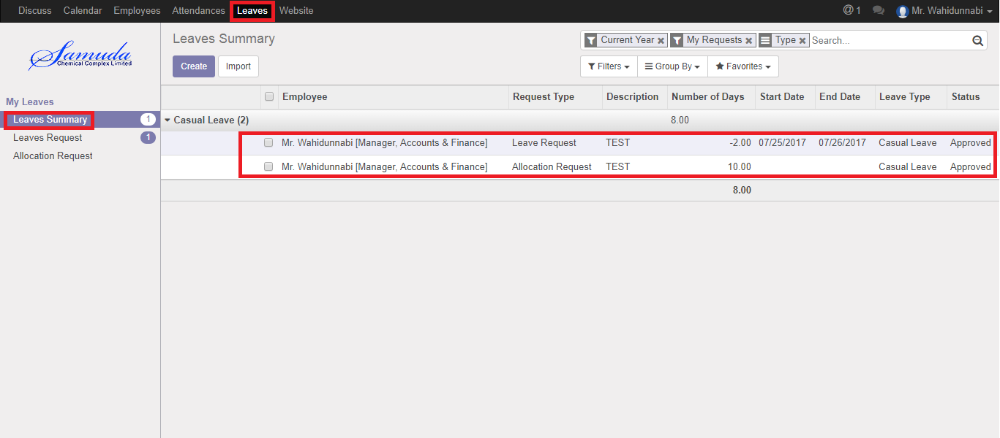 Discuss Calendar Employees Attendances Leaves Website @ 1 Mr. Wahidunnabi
Samuda
Chemical Complex Limited
Leaves Summary
Current Year My Requests Type Search...
Create Import
Filters Group By Favorites
My Leaves
Leaves Summary 1
Leaves Request 1
Allocation Request
Employee Request Type Description Number of Days Start Date End Date Leave Type Status
Casual Leave (2) 8.00
Mr. Wahidunnabi [Manager, Accounts & Finance] Leave Request TEST -2.00 07/25/2017 07/26/2017 Casual Leave Approved
Mr. Wahidunnabi [Manager, Accounts & Finance] Allocation Request TEST 10.00 Casual Leave Approved
8.00